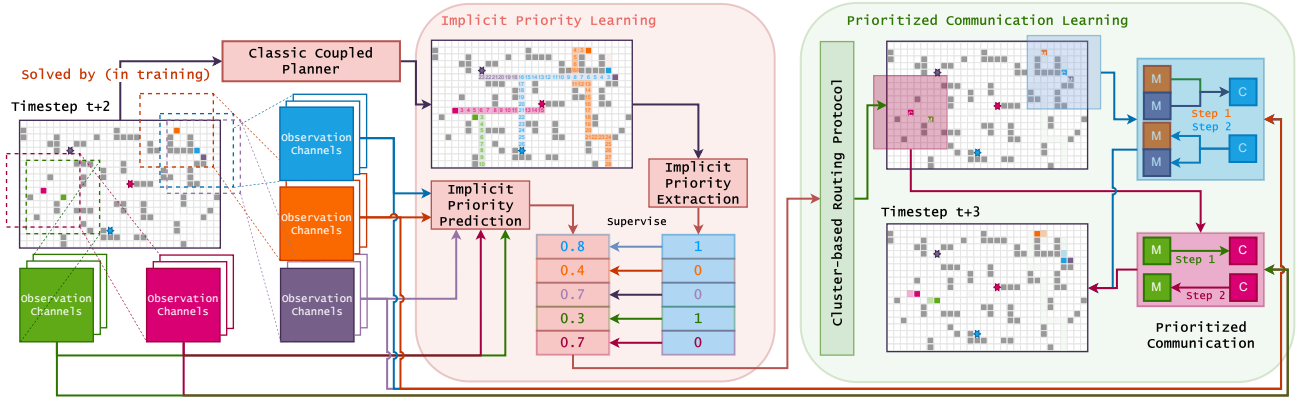 Implicit Priority Learning
Prioritized Communication Learning
Classic Coupled
Planner
Solved by (in training)
Timestep t+2
Observation
Channels
Observation
Channels
Observation
Channels
Observation
Channels
Observation
Channels
Implicit
Priority
Prediction
Implicit
Priority
Extraction
Supervise
0.8
1
0.4
0
0.7
0
0.3
1
0.7
0
Cluster-based Routing Protocol
Timestep t+3
M
M
C
Step 1
Step 2
M
M
C
M
C
Step 1
M
C
Step 2
Prioritized
Communication